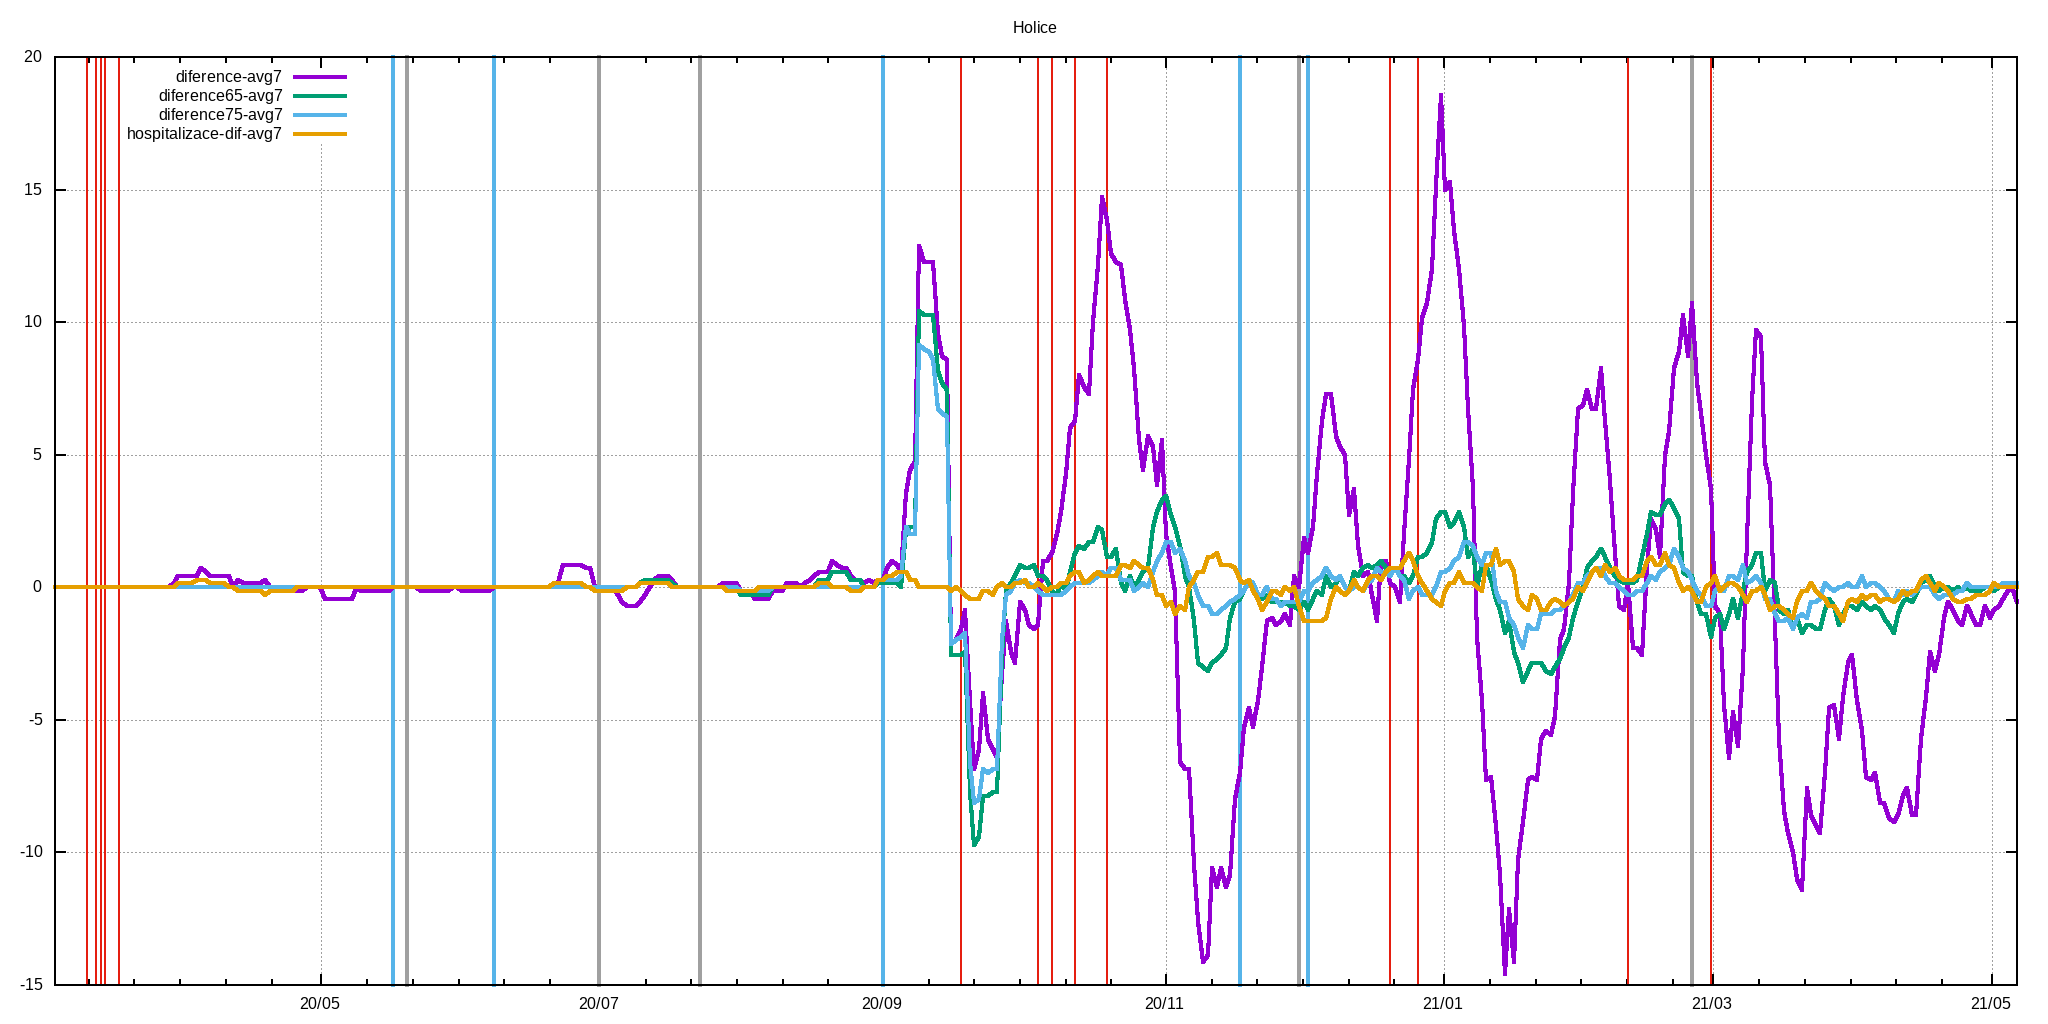 Holice
20
diference-avg7
diference65-avg7
diference75-avg7
hospitalizace-dif-avg7
15
10
5
0
-5
-10
-15
20/05 20/07 20/09 20/11 21/01 21/03 21/05